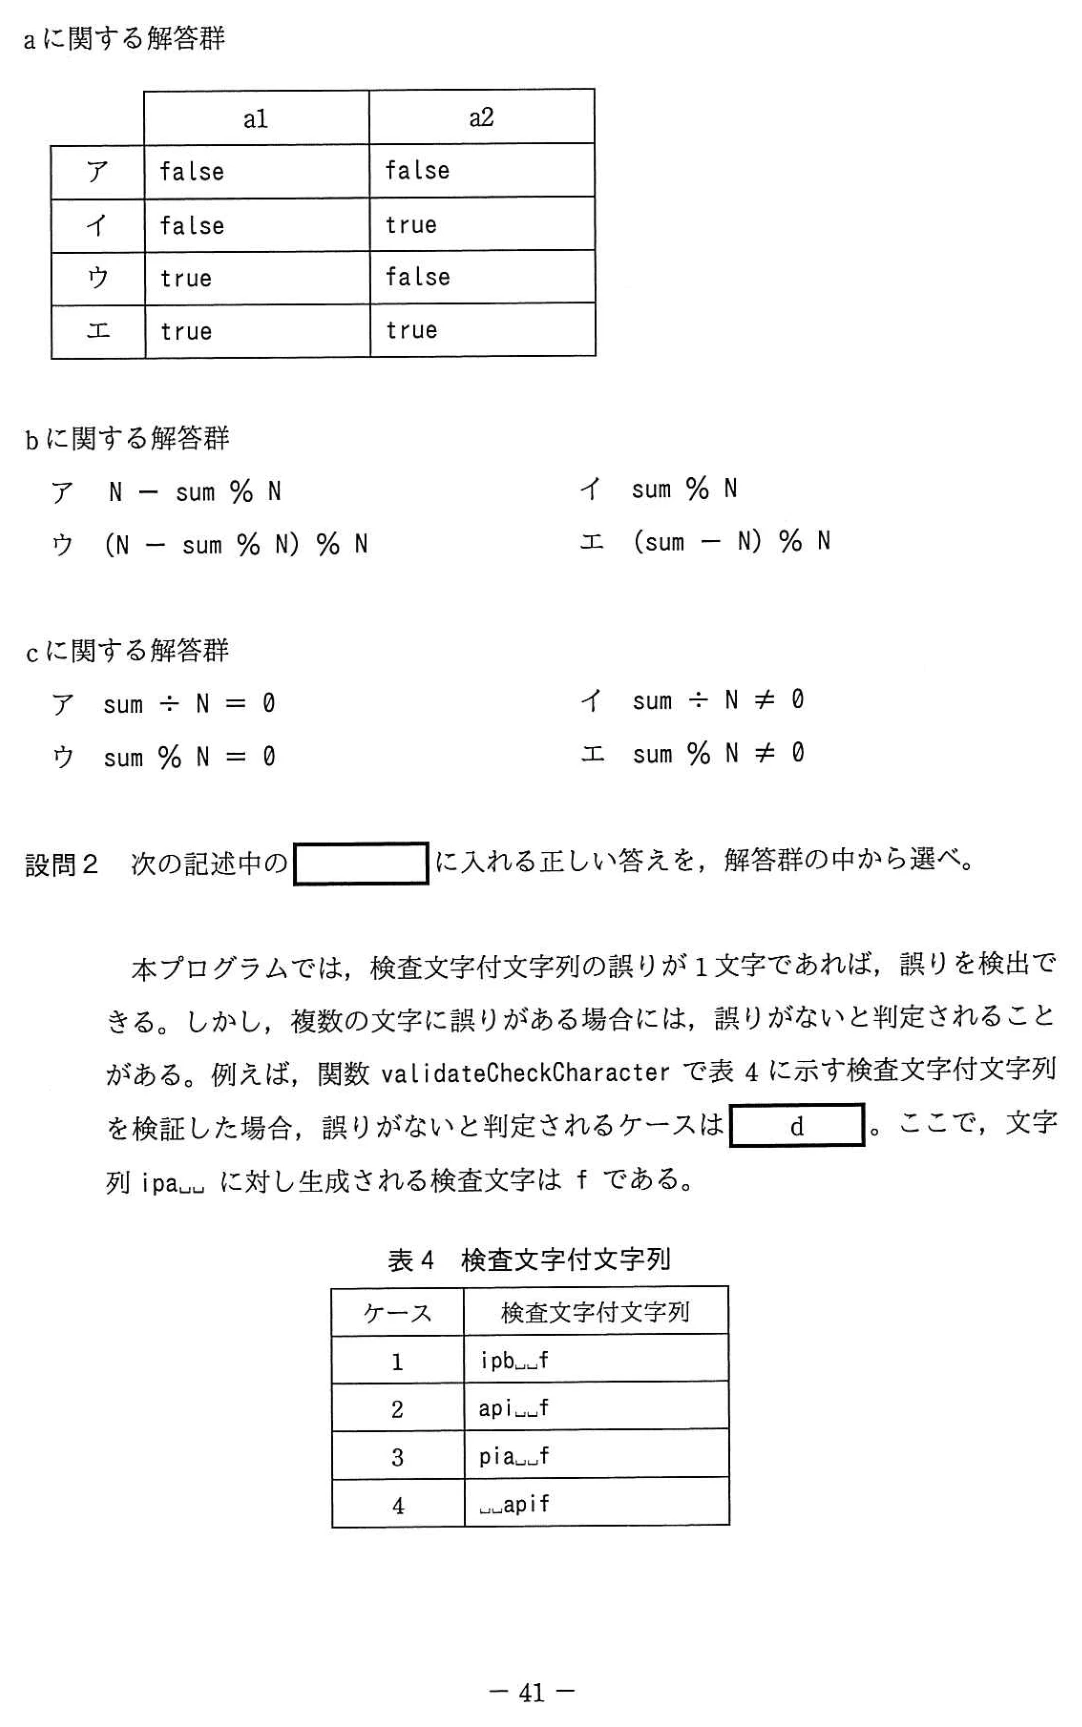 aに関する解答群
a1 a2
ア false false
イ false true
ウ true false
エ true true
bに関する解答群
ア N － sum ％ N イ sum ％ N
ウ (N － sum ％ N) ％ N エ (sum － N) ％ N
cに関する解答群
ア sum ÷ N ＝ 0 イ sum ÷ N ≠ 0
ウ sum ％ N ＝ 0 エ sum ％ N ≠ 0
設問2 次の記述中の に入れる正しい答えを，解答群の中から選べ。
本プログラムでは，検査文字付文字列の誤りが1文字であれば，誤りを検出で
きる。しかし，複数の文字に誤りがある場合には，誤りがないと判定されること
がある。例えば，関数 validateCheckCharacter で表 4 に示す検査文字付文字列
を検証した場合，誤りがないと判定されるケースは d 。ここで，文字
列 ipa␣␣ に対し生成される検査文字は f である。
表 4 検査文字付文字列
ケース 検査文字付文字列
1 ipb␣␣f
2 api␣␣f
3 pia␣␣f
4 ␣␣apif
－ 41 －